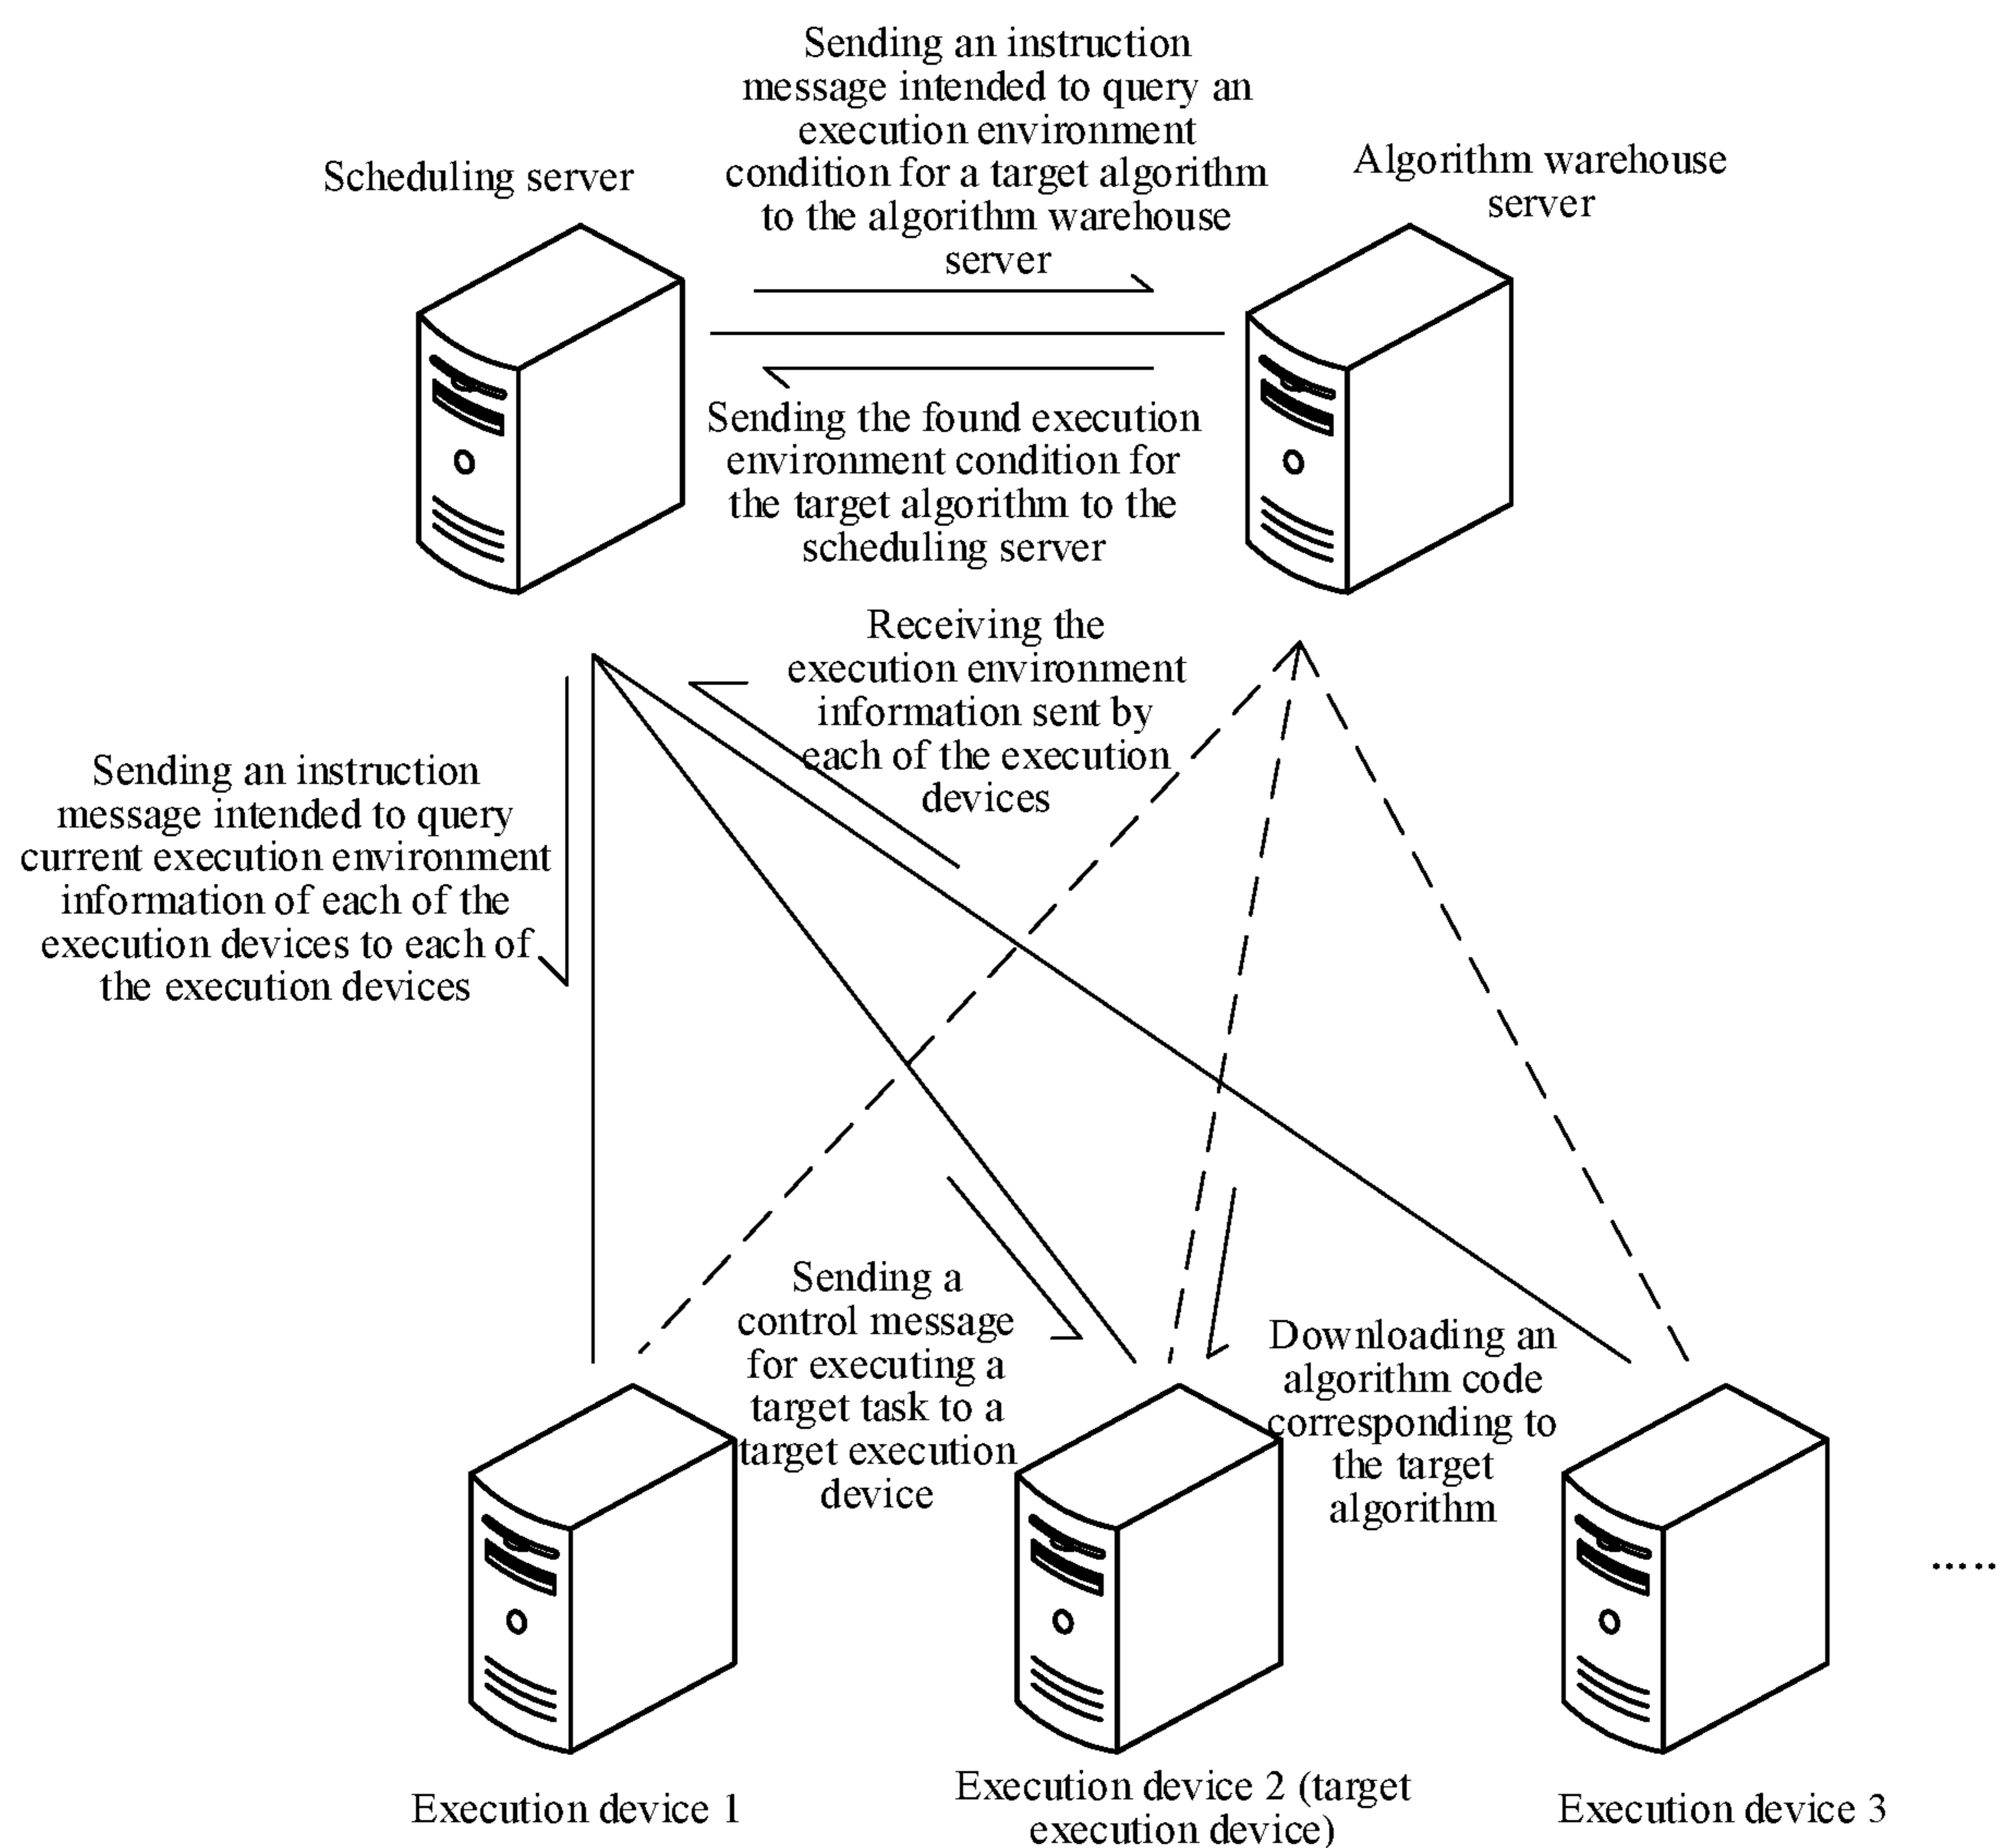 Sending an instruction
message intended to query an
execution environment
condition for a target algorithm
to the algorithm warehouse
server
Scheduling server
Algorithm warehouse
server
Sending the found execution
environment condition for
the target algorithm to the
scheduling server
Receiving the
execution environment
information sent by
each of the execution
devices
Sending an instruction
message intended to query
current execution environment
information of each of the
execution devices to each of
the execution devices
Sending a
control message
for executing a
target task to a
target execution
device
Downloading an
algorithm code
corresponding to
the target
algorithm
.....
Execution device 1
Execution device 2 (target
execution device)
Execution device 3